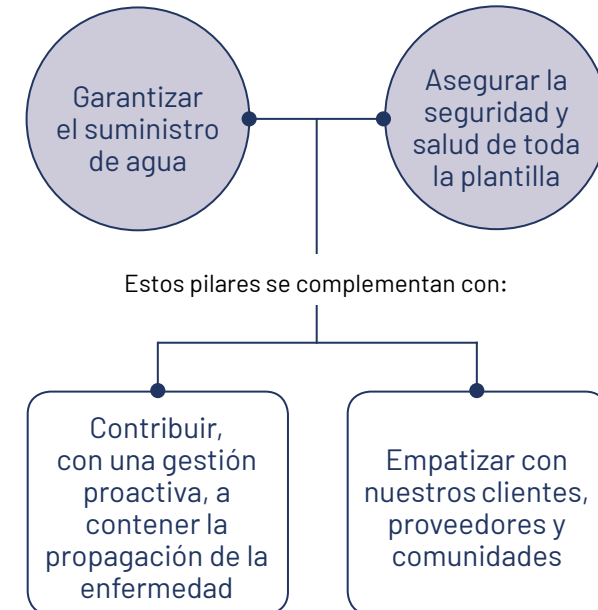 Garantizar
el suministro
de agua
Asegurar la
seguridad y
salud de toda
la plantilla
Estos pilares se complementan con:
Contribuir,
con una gestión
proactiva, a
contener la
propagación de la
enfermedad
Empatizar con
nuestros clientes,
proveedores y
comunidades